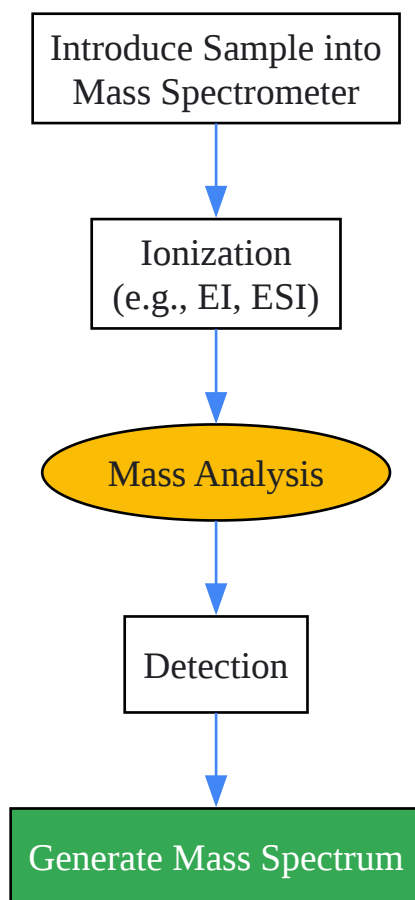 Introduce Sample into
Mass Spectrometer
Ionization
(e.g., EI, ESI)
Mass Analysis
Detection
Generate Mass Spectrum